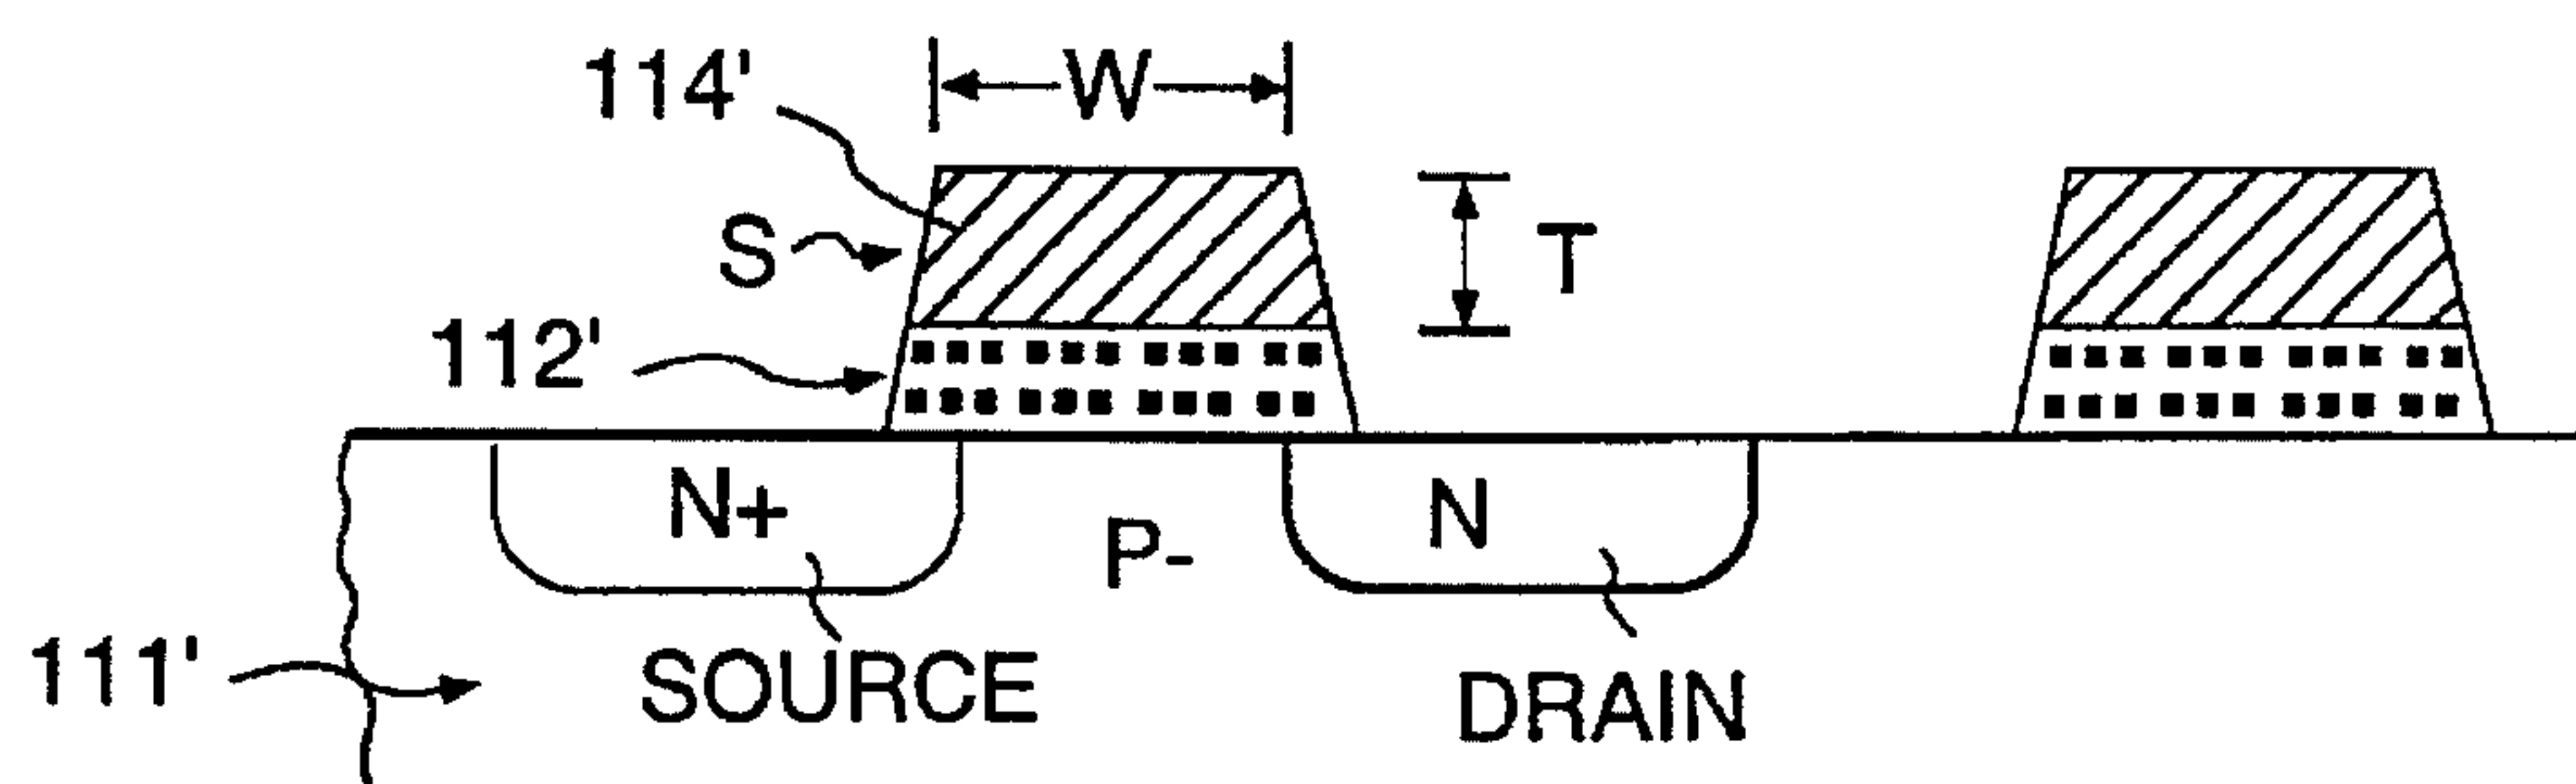 114'
W
S
T
112'
N+
P-
N
111'
SOURCE
DRAIN